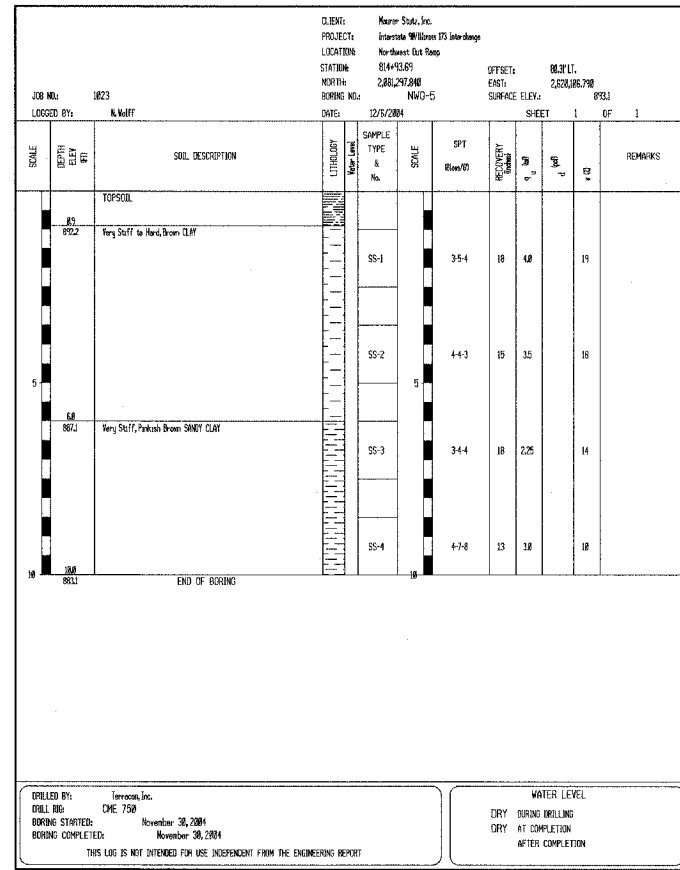 CLIENT: Maurer Stutz, Inc.
PROJECT: Interstate 90/Illinois 173 Interchange
LOCATION: Northwest Out Ramp
STATION: 814+93.69 OFFSET: 80.31' LT.
NORTH: 2,081,297.840 EAST: 2,620,106.790
JOB NO.: 1023 BORING NO.: NWO-5 SURFACE ELEV.: 893.1
LOGGED BY: N. Wolff DATE: 12/6/2004 SHEET 1 OF 1
SCALE DEPTH ELEV (FT) SOIL DESCRIPTION LITHOLOGY Water Level SAMPLE TYPE & No. SCALE SPT (Blows/6") RECOVERY (Inches) q u (tsf) d (pcf) w (%) REMARKS
TOPSOIL
0.9
892.2 Very Stiff to Hard, Brown CLAY
SS-1 3-5-4 18 4.0 19
SS-2 4-4-3 15 3.5 16
5 5
6.0
887.1 Very Stiff, Pinkish Brown SANDY CLAY
SS-3 3-4-4 18 2.25 14
SS-4 4-7-8 13 3.0 10
10 10.0 10
883.1 END OF BORING
DRILLED BY: Terracon, Inc.
DRILL RIG: CME 750
BORING STARTED: November 30, 2004
BORING COMPLETED: November 30, 2004
THIS LOG IS NOT INTENDED FOR USE INDEPENDENT FROM THE ENGINEERING REPORT
WATER LEVEL
DRY DURING DRILLING
DRY AT COMPLETION
AFTER COMPLETION